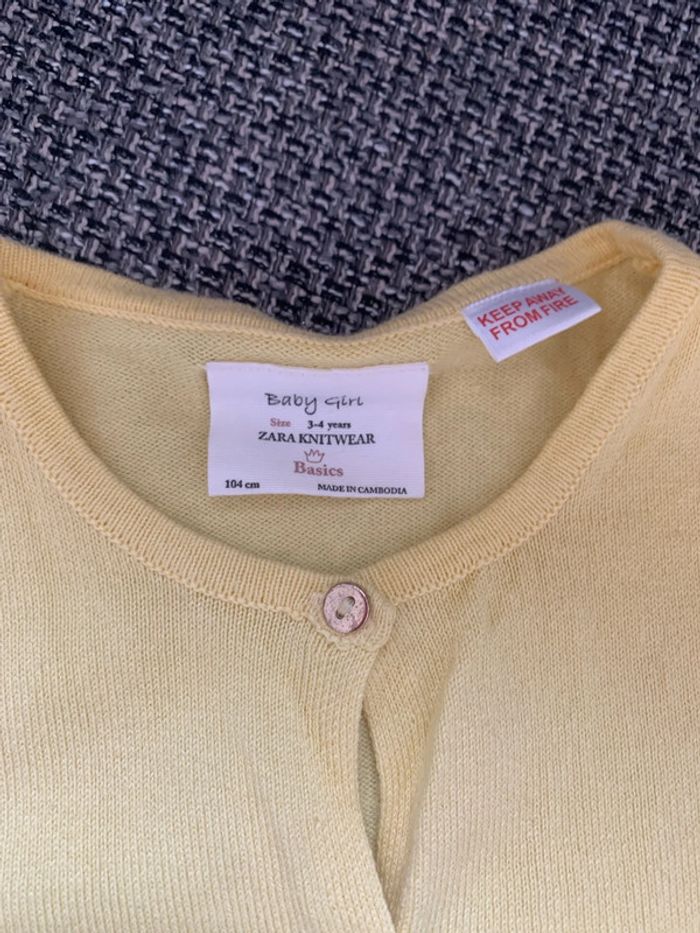 KEEP AWAY
FROM FIRE
Baby Girl
Size 3-4 years
ZARA KNITWEAR
Basics
104 cm MADE IN CAMBODIA